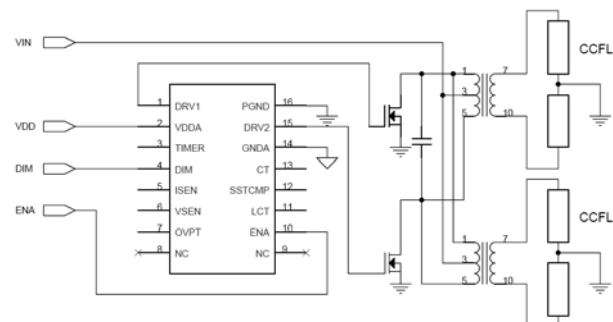 VIN
VDD
DIM
ENA
1 DRV1 PGND 16
2 VDDA DRV2 15
3 TIMER GNDA 14
4 DIM CT 13
5 ISEN SSTCMP 12
6 VSEN LCT 11
7 OVPT ENA 10
8 NC NC 9
1 7
3
5 10
CCFL
1 7
3
5 10
CCFL